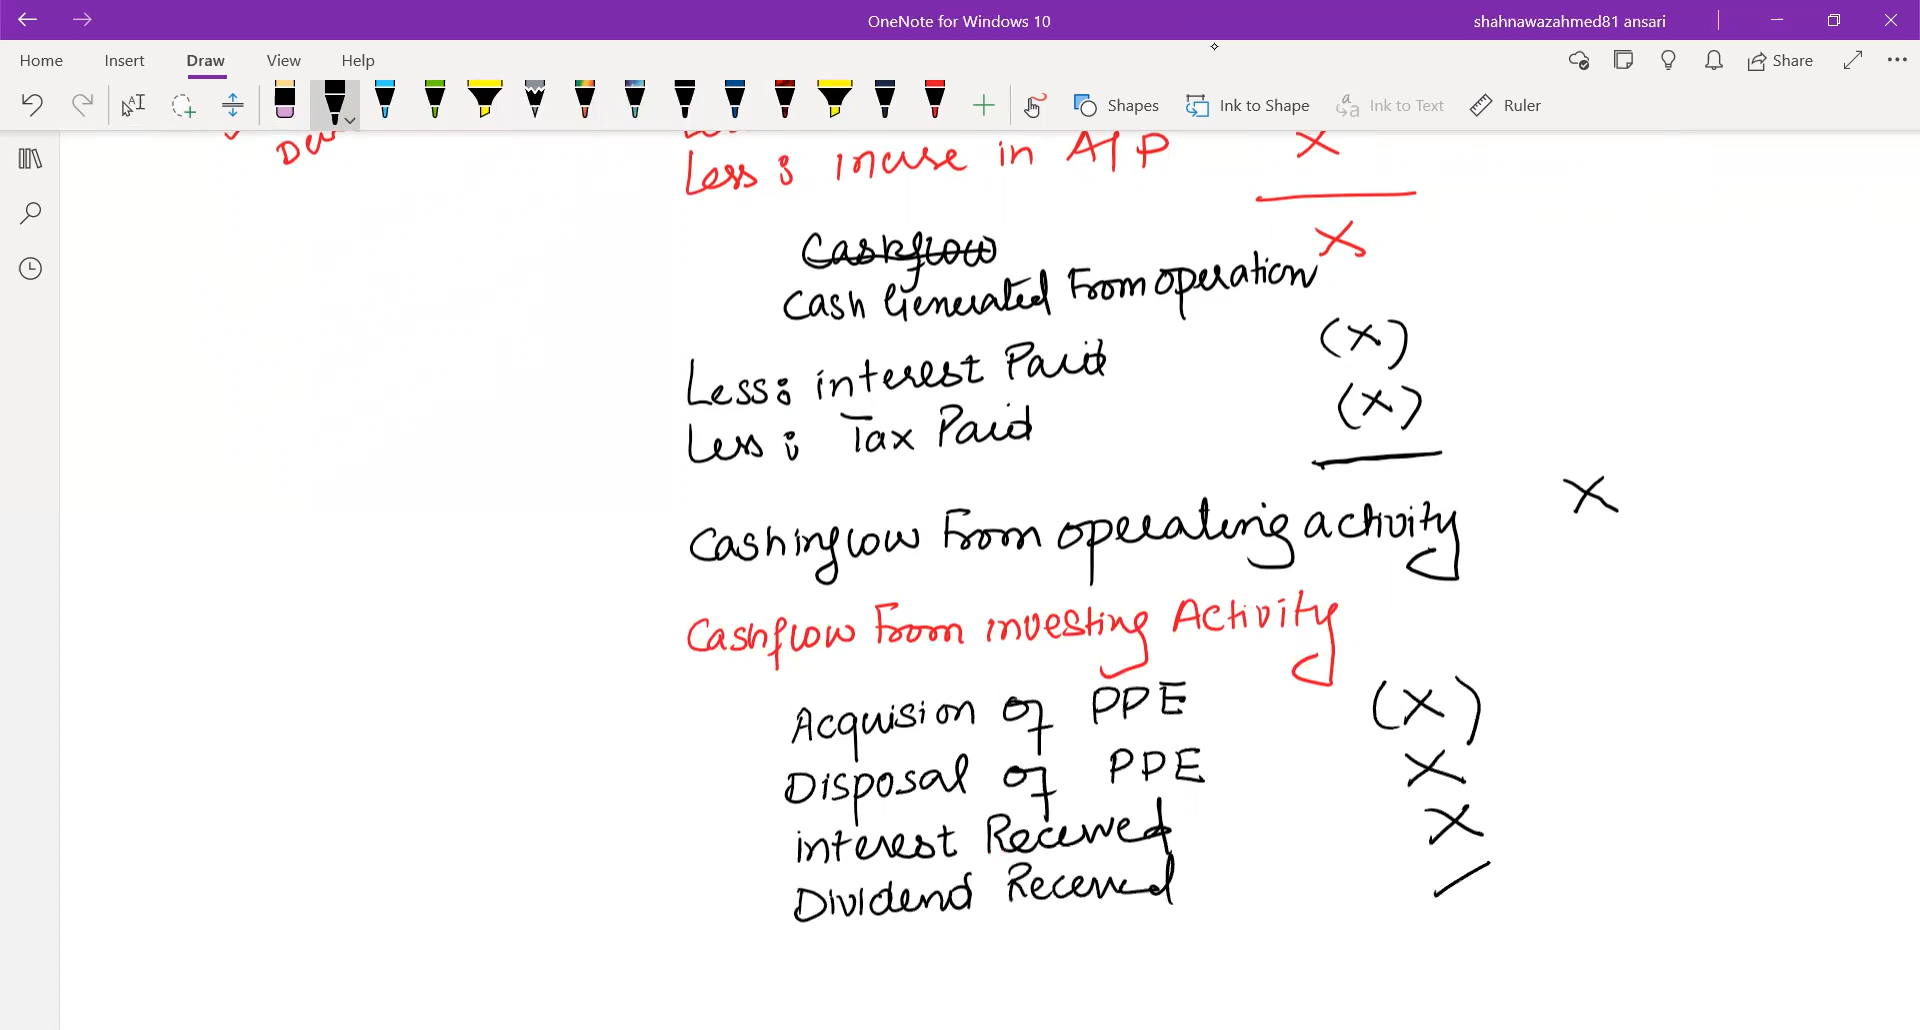 OneNote for Windows 10
shahnawazahmed81 ansari
Home Insert Draw View Help
Share
Shapes Ink to Shape Ink to Text Ruler
Less : incuse in A/P X
X
Cashflow
Cash Generated From operation
Less: interest Paid (X)
Less: Tax Paid (X)
Cashinflow From operating activity X
Cashflow From investing Activity
Acquision of PPE (X)
Disposal of PPE X
interest Received X
Dividend Received